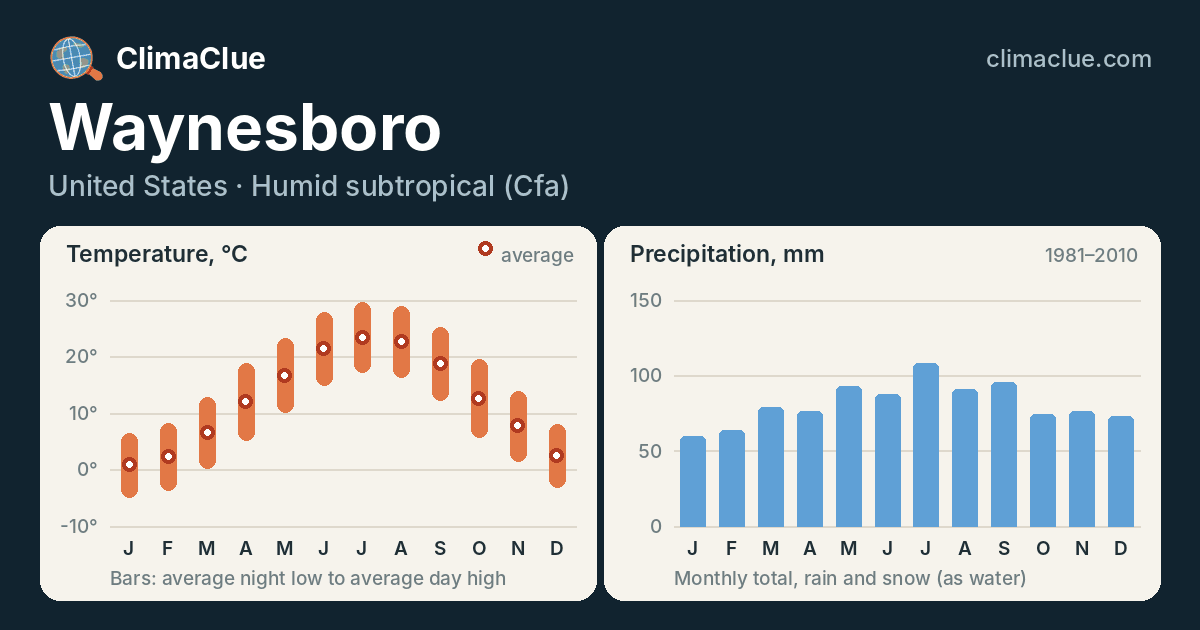 ClimaClue
climaclue.com
Waynesboro
United States · Humid subtropical (Cfa)
Temperature, °C
average
30°
20°
10°
0°
-10°
J F M A M J J A S O N D
Bars: average night low to average day high
Precipitation, mm
1981–2010
150
100
50
0
J F M A M J J A S O N D
Monthly total, rain and snow (as water)